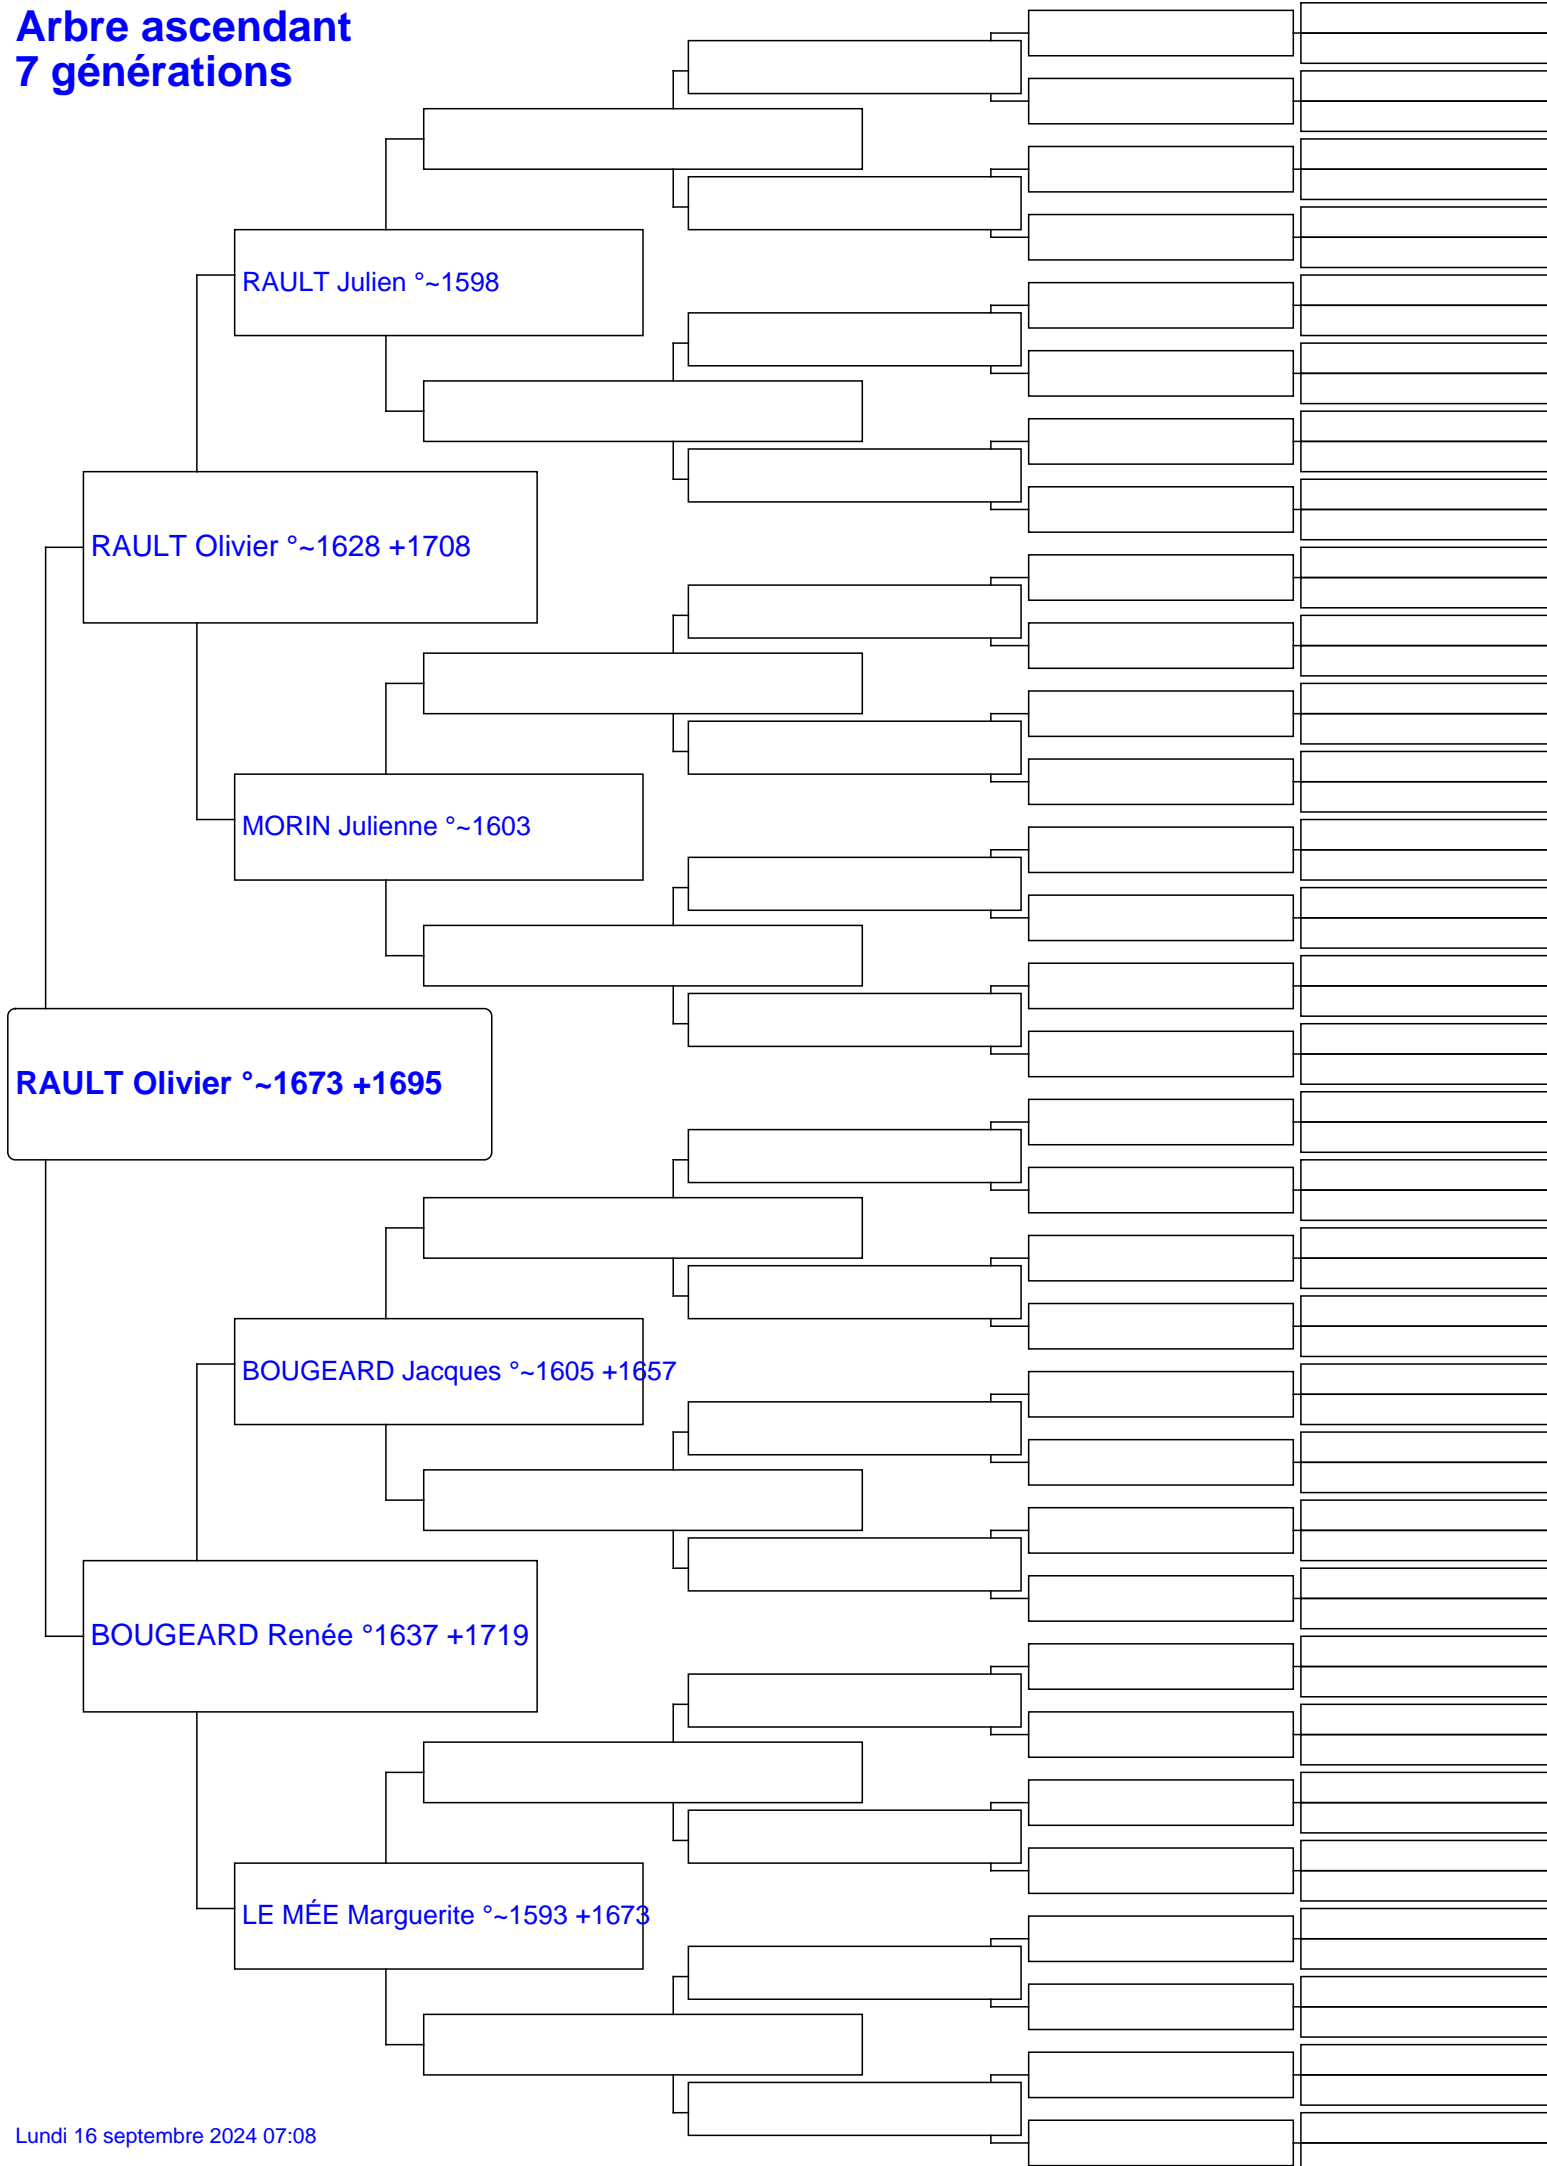 Arbre ascendant
7 générations
RAULT Julien °~1598
RAULT Olivier °~1628 +1708
MORIN Julienne °~1603
RAULT Olivier °~1673 +1695
BOUGEARD Jacques °~1605 +1657
BOUGEARD Renée °1637 +1719
LE MÉE Marguerite °~1593 +1673
Lundi 16 septembre 2024 07:08